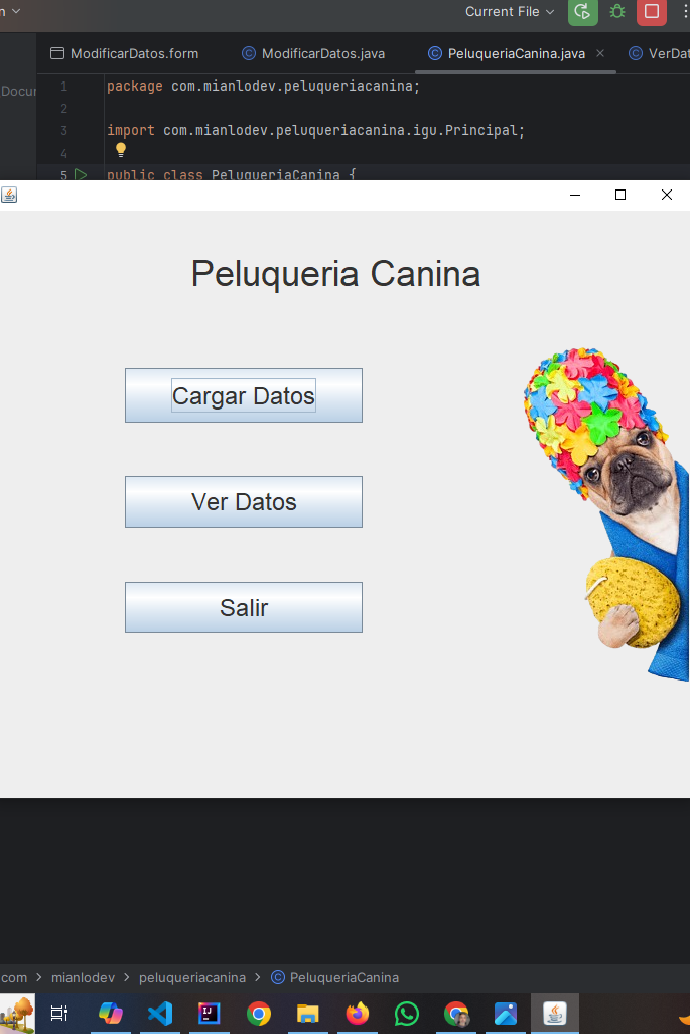 n
Current File
ModificarDatos.form
ModificarDatos.java
PeluqueriaCanina.java
VerDat
Docur
1 package com.mianlodev.peluqueriacanina;
2
3 import com.mianlodev.peluqueriacanina.igu.Principal;
4
5 public class PeluqueriaCanina {
Peluqueria Canina
Cargar Datos
Ver Datos
Salir
com > mianlodev > peluqueriacanina > PeluqueriaCanina
IJ